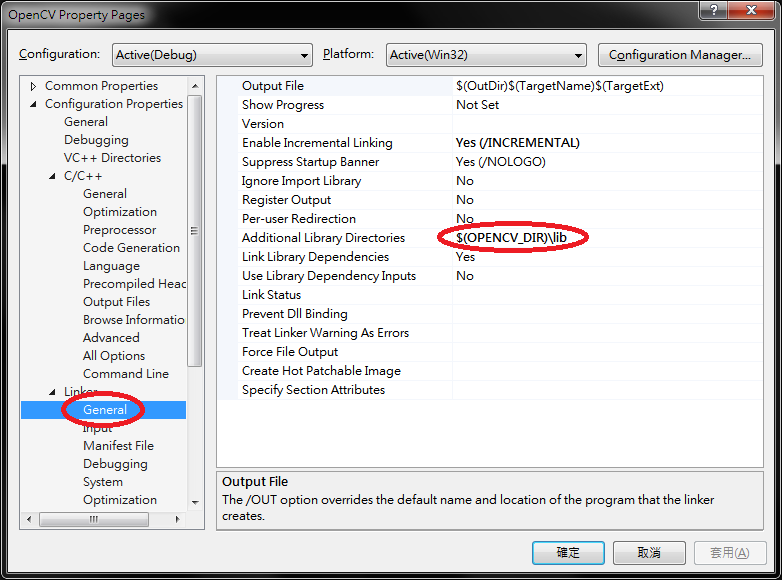 OpenCV Property Pages
?
Configuration:
Active(Debug)
Platform:
Active(Win32)
Configuration Manager...
Common Properties
Configuration Properties
General
Debugging
VC++ Directories
C/C++
General
Optimization
Preprocessor
Code Generation
Language
Precompiled Head
Output Files
Browse Informatio
Advanced
All Options
Command Line
Linker
General
Input
Manifest File
Debugging
System
Optimization
Output File $(OutDir)$(TargetName)$(TargetExt)
Show Progress Not Set
Version
Enable Incremental Linking Yes (/INCREMENTAL)
Suppress Startup Banner Yes (/NOLOGO)
Ignore Import Library No
Register Output No
Per-user Redirection No
Additional Library Directories $(OPENCV_DIR)\lib
Link Library Dependencies Yes
Use Library Dependency Inputs No
Link Status
Prevent Dll Binding
Treat Linker Warning As Errors
Force File Output
Create Hot Patchable Image
Specify Section Attributes
Output File
The /OUT option overrides the default name and location of the program that the linker
creates.
確定
取消
套用(A)